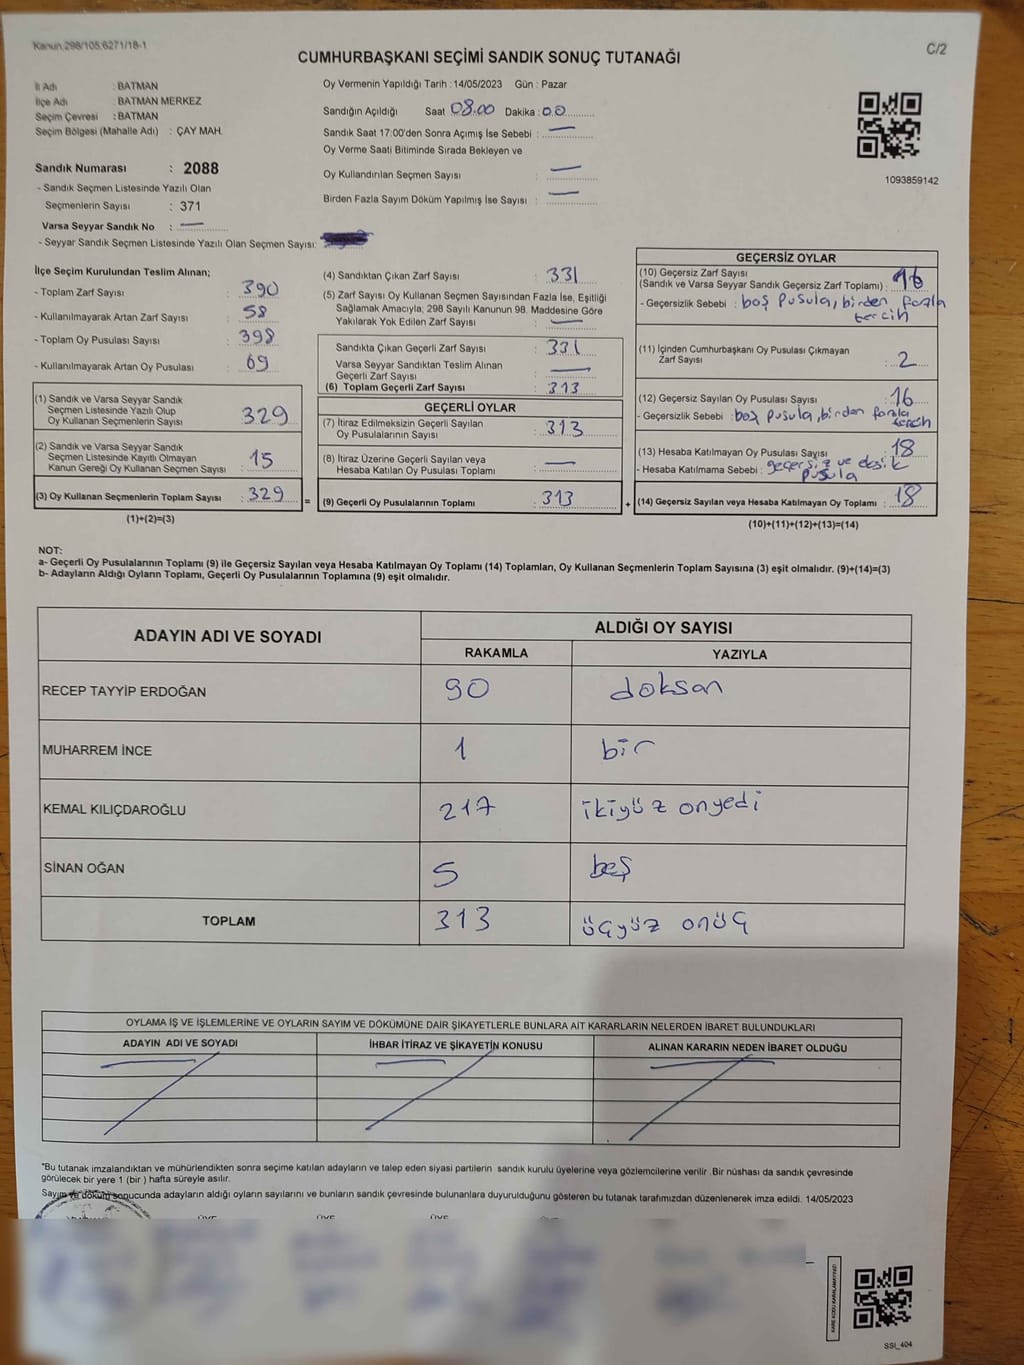 Kanun:298/105;6271/18-1
C/2
CUMHURBAŞKANI SEÇİMİ SANDIK SONUÇ TUTANAĞI
İl Adı : BATMAN
İlçe Adı : BATMAN MERKEZ
Seçim Çevresi : BATMAN
Seçim Bölgesi (Mahalle Adı) : ÇAY MAH.
Sandık Numarası : 2088
- Sandık Seçmen Listesinde Yazılı Olan
Seçmenlerin Sayısı : 371
Varsa Seyyar Sandık No : —
- Seyyar Sandık Seçmen Listesinde Yazılı Olan Seçmen Sayısı:
Oy Vermenin Yapıldığı Tarih : 14/05/2023 Gün : Pazar
Sandığın Açıldığı Saat 08.00 Dakika : 00
Sandık Saat 17:00'den Sonra Açımış İse Sebebi : —
Oy Verme Saati Bitiminde Sırada Bekleyen ve
Oy Kullandırılan Seçmen Sayısı : —
Birden Fazla Sayım Döküm Yapılmış İse Sayısı : —
1093859142
İlçe Seçim Kurulundan Teslim Alınan;
- Toplam Zarf Sayısı : 390
- Kullanılmayarak Artan Zarf Sayısı : 58
- Toplam Oy Pusulası Sayısı : 398
- Kullanılmayarak Artan Oy Pusulası : 69
(1) Sandık ve Varsa Seyyar Sandık
Seçmen Listesinde Yazılı Olup
Oy Kullanan Seçmenlerin Sayısı : 329
(2) Sandık ve Varsa Seyyar Sandık
Seçmen Listesinde Kayıtlı Olmayan
Kanun Gereği Oy Kullanan Seçmen Sayısı : 15
(3) Oy Kullanan Seçmenlerin Toplam Sayısı : 329
(1)+(2)=(3)
(4) Sandıktan Çıkan Zarf Sayısı : 331
(5) Zarf Sayısı Oy Kullanan Seçmen Sayısından Fazla İse, Eşitliği
Sağlamak Amacıyla; 298 Sayılı Kanunun 98. Maddesine Göre
Yakılarak Yok Edilen Zarf Sayısı : —
Sandıkta Çıkan Geçerli Zarf Sayısı : 331
Varsa Seyyar Sandıktan Teslim Alınan
Geçerli Zarf Sayısı : —
(6) Toplam Geçerli Zarf Sayısı : 313
GEÇERLİ OYLAR
(7) İtiraz Edilmeksizin Geçerli Sayılan
Oy Pusulalarının Sayısı : 313
(8) İtiraz Üzerine Geçerli Sayılan veya
Hesaba Katılan Oy Pusulası Toplamı : —
= (9) Geçerli Oy Pusulalarının Toplamı : 313
GEÇERSİZ OYLAR
(10) Geçersiz Zarf Sayısı
(Sandık ve Varsa Seyyar Sandık Geçersiz Zarf Toplamı) : 16
- Geçersizlik Sebebi : boş pusula, birden fazla
tercih
(11) İçinden Cumhurbaşkanı Oy Pusulası Çıkmayan
Zarf Sayısı : 2
(12) Geçersiz Sayılan Oy Pusulası Sayısı : 16
- Geçersizlik Sebebi : boş pusula, birden fazla
tercih
(13) Hesaba Katılmayan Oy Pusulası Sayısı : 18
- Hesaba Katılmama Sebebi : geçersiz ve eksik
pusula
+ (14) Geçersiz Sayılan veya Hesaba Katılmayan Oy Toplamı : 18
(10)+(11)+(12)+(13)=(14)
NOT:
a- Geçerli Oy Pusulalarının Toplamı (9) ile Geçersiz Sayılan veya Hesaba Katılmayan Oy Toplamı (14) Toplamları, Oy Kullanan Seçmenlerin Toplam Sayısına (3) eşit olmalıdır. (9)+(14)=(3)
b- Adayların Aldığı Oyların Toplamı, Geçerli Oy Pusulalarının Toplamına (9) eşit olmalıdır.
ADAYIN ADI VE SOYADI
ALDIĞI OY SAYISI
RAKAMLA YAZIYLA
RECEP TAYYİP ERDOĞAN 90 doksan
MUHARREM İNCE 1 bir
KEMAL KILIÇDAROĞLU 217 ikiyüz onyedi
SİNAN OĞAN 5 beş
TOPLAM 313 üçyüz onüç
OYLAMA İŞ VE İŞLEMLERİNE VE OYLARIN SAYIM VE DÖKÜMÜNE DAİR ŞİKAYETLERLE BUNLARA AİT KARARLARIN NELERDEN İBARET BULUNDUKLARI
ADAYIN ADI VE SOYADI İHBAR İTİRAZ VE ŞİKAYETİN KONUSU ALINAN KARARIN NEDEN İBARET OLDUĞU
"Bu tutanak imzalandıktan ve mühürlendikten sonra seçime katılan adayların ve talep eden siyasi partilerin sandık kurulu üyelerine veya gözlemcilerine verilir .Bir nüshası da sandık çevresinde
görülecek bir yere 1 (bir ) hafta süreyle asılır.
Sayım ve döküm sonucunda adayların aldığı oyların sayılarını ve bunların sandık çevresinde bulunanlara duyurulduğunu gösteren bu tutanak tarafımızdan düzenlenerek imza edildi. 14/05/2023
ÜYE ÜYE ÜYE
KARE KODU KARALAMAYINIZ!
SSI_404